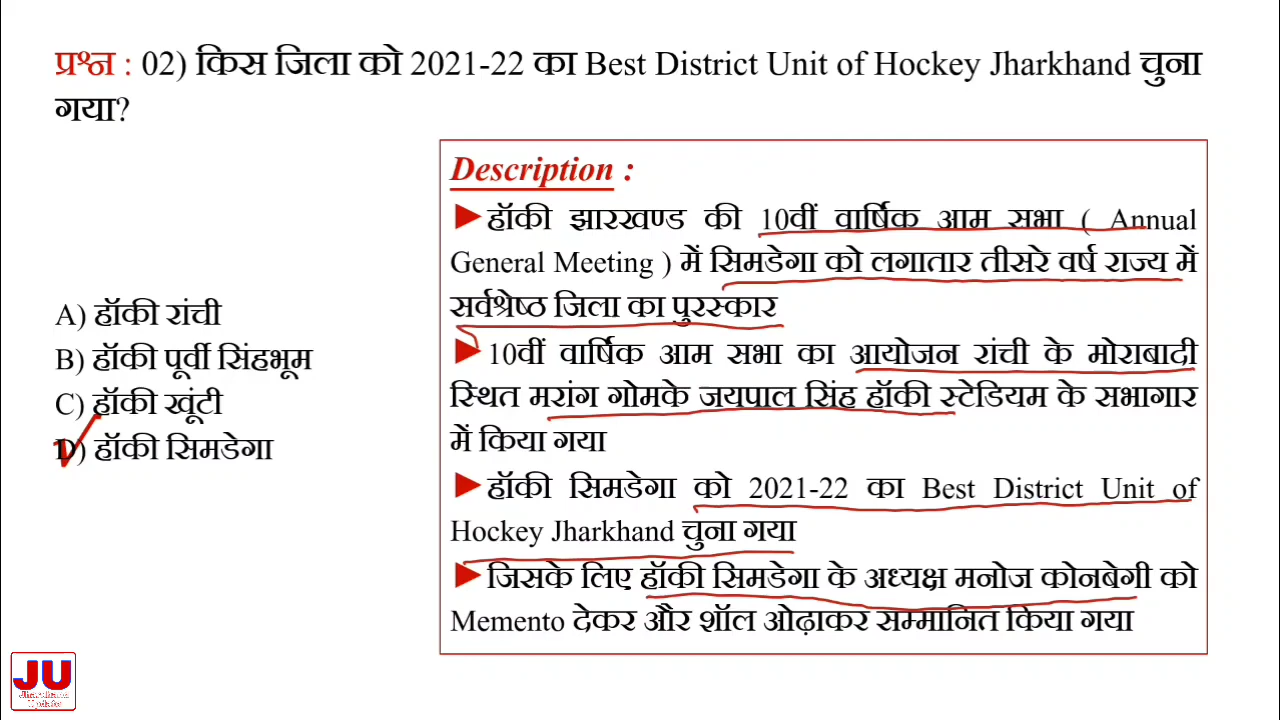 प्रश्न : 02) किस जिला को 2021-22 का Best District Unit of Hockey Jharkhand चुना
गया?
A) हॉकी रांची
B) हॉकी पूर्वी सिंहभूम
C) हॉकी खूंटी
D) हॉकी सिमडेगा
Description :
►हॉकी झारखण्ड की 10वीं वार्षिक आम सभा ( Annual
General Meeting ) में सिमडेगा को लगातार तीसरे वर्ष राज्य में
सर्वश्रेष्ठ जिला का पुरस्कार
►10वीं वार्षिक आम सभा का आयोजन रांची के मोराबादी
स्थित मरांग गोमके जयपाल सिंह हॉकी स्टेडियम के सभागार
में किया गया
►हॉकी सिमडेगा को 2021-22 का Best District Unit of
Hockey Jharkhand चुना गया
►जिसके लिए हॉकी सिमडेगा के अध्यक्ष मनोज कोनबेगी को
Memento देकर और शॉल ओढ़ाकर सम्मानित किया गया
JU
Jharkhand
Update